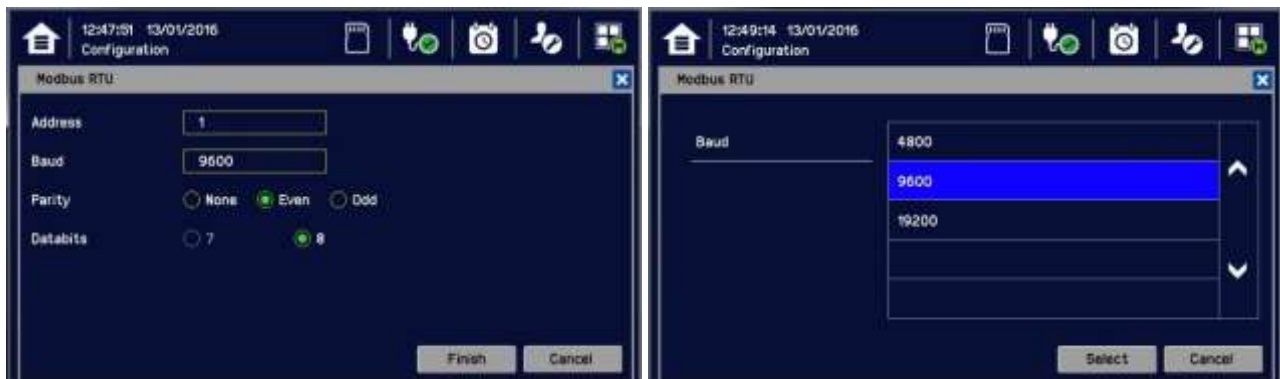 12:47:51 13/01/2016
Configuration
Modbus RTU
Address
1
Baud
9600
Parity
None
Even
Odd
Databits
7
8
Finish
Cancel
12:49:14 13/01/2016
Configuration
Modbus RTU
Baud
4800
9600
19200
Select
Cancel